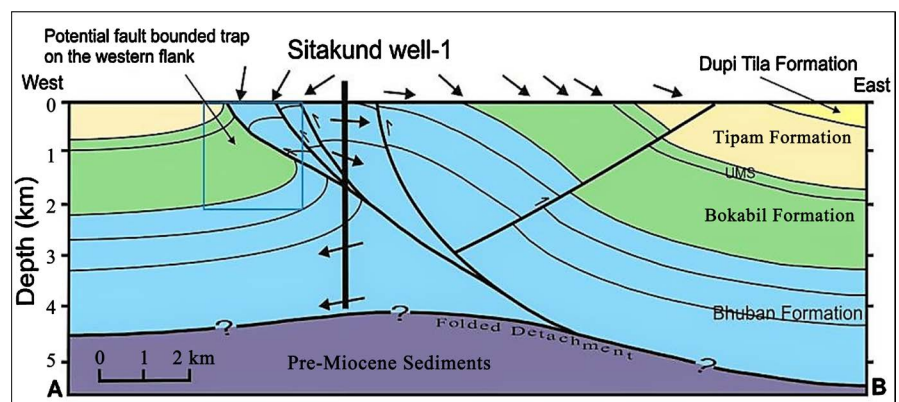 Potential fault bounded trap
on the western flank
Sitakund well-1
Dupi Tila Formation
West
East
0
Tipam Formation
1
UMS
2
Bokabil Formation
Depth (km)
3
4
?
?
Bhuban Formation
Folded Detachment
?
5
0 1 2 km
Pre-Miocene Sediments
A
B